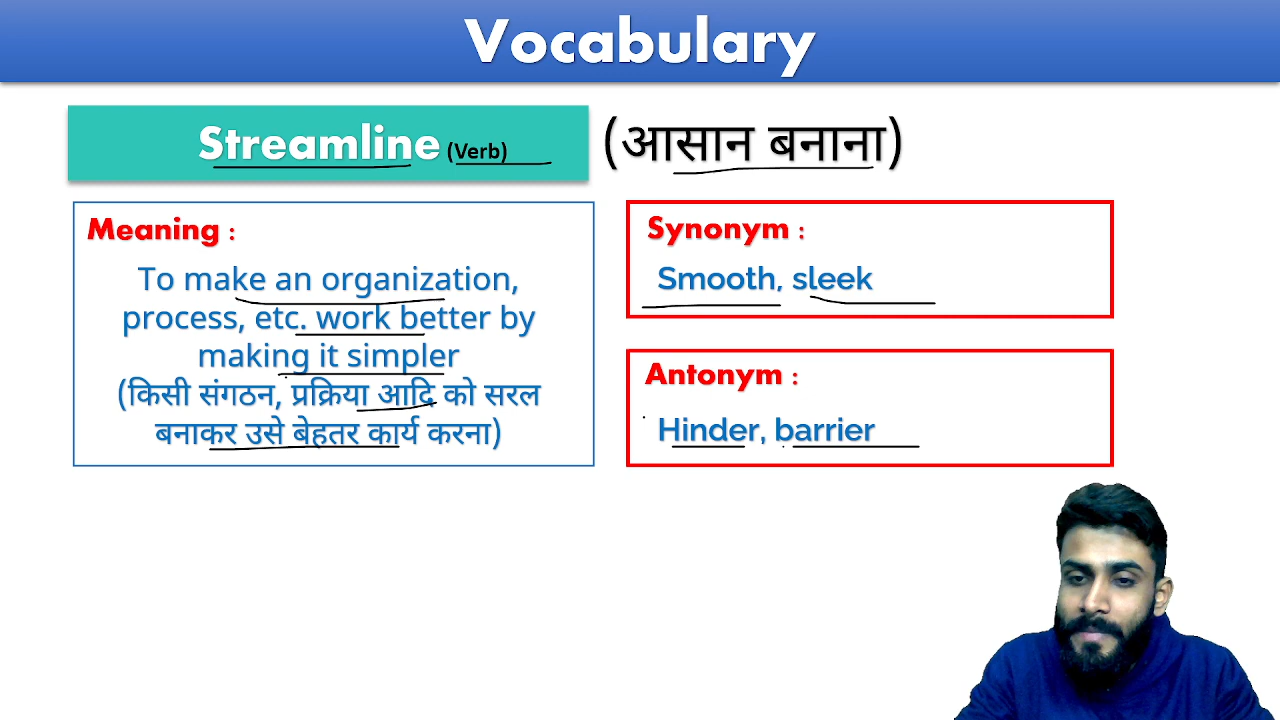 Vocabulary
Streamline (Verb) (आसान बनाना)
Meaning :
To make an organization,
process, etc. work better by
making it simpler
(किसी संगठन, प्रक्रिया आदि को सरल
बनाकर उसे बेहतर कार्य करना)
Synonym :
Smooth, sleek
Antonym :
Hinder, barrier